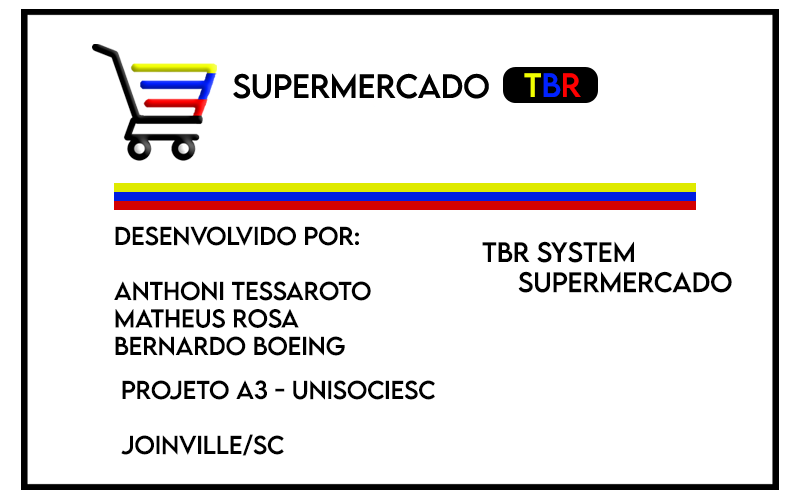 SUPERMERCADO TBR
DESENVOLVIDO POR:
TBR SYSTEM
SUPERMERCADO
ANTHONI TESSAROTO
MATHEUS ROSA
BERNARDO BOEING
PROJETO A3 - UNISOCIESC
JOINVILLE/SC